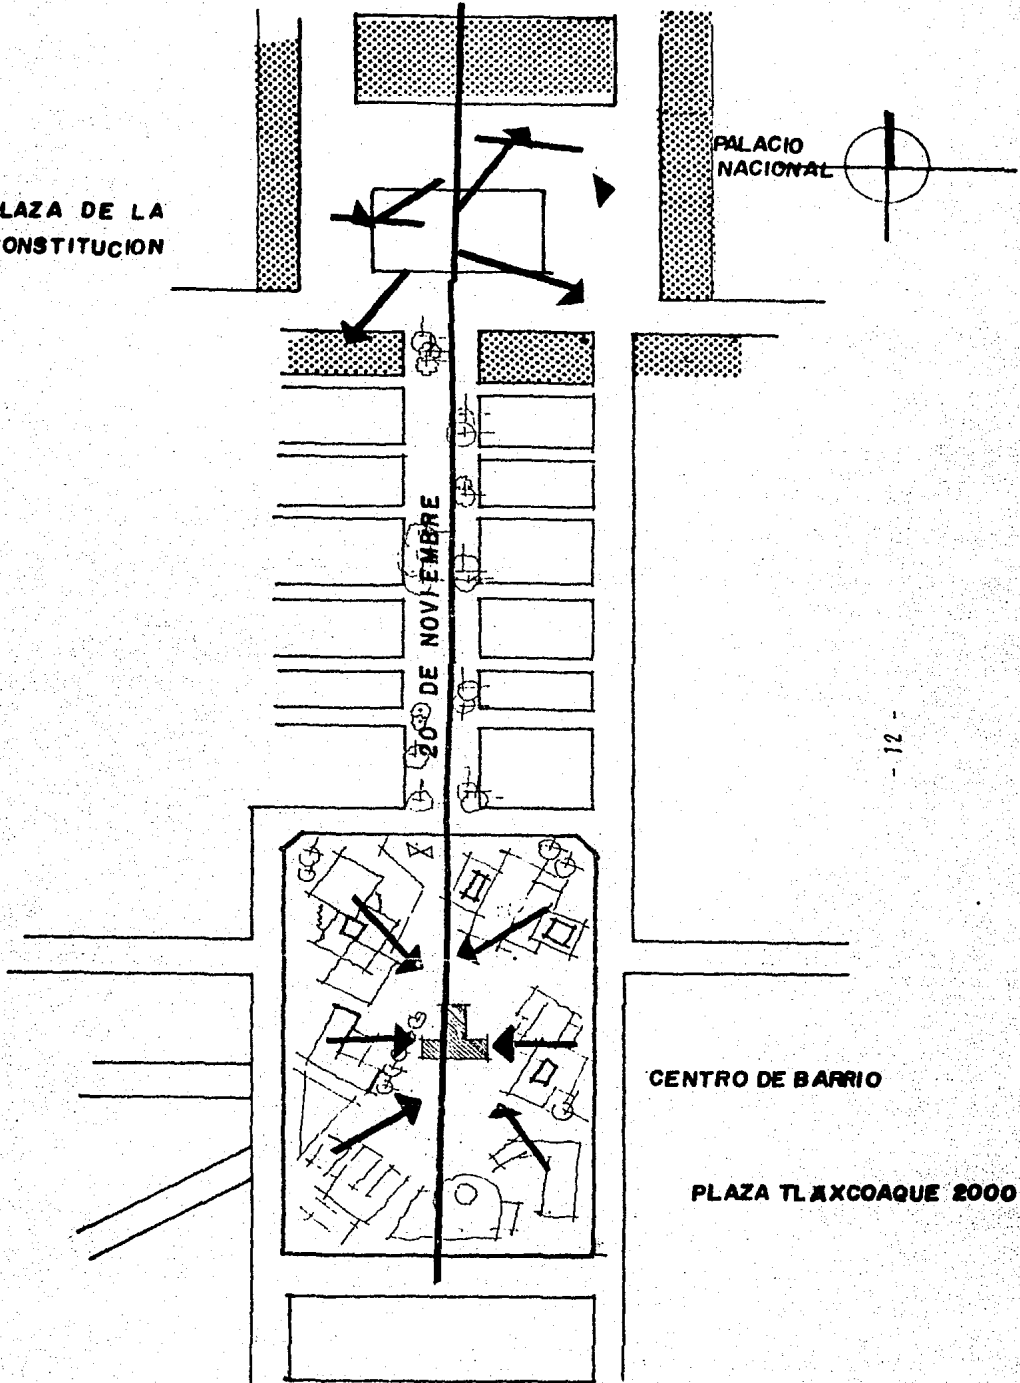 PALACIO
NACIONAL
LAZA DE LA
ONSTITUCION
20 DE NOVIEMBRE
- 12 -
CENTRO DE BARRIO
PLAZA TLAXCOAQUE 2000